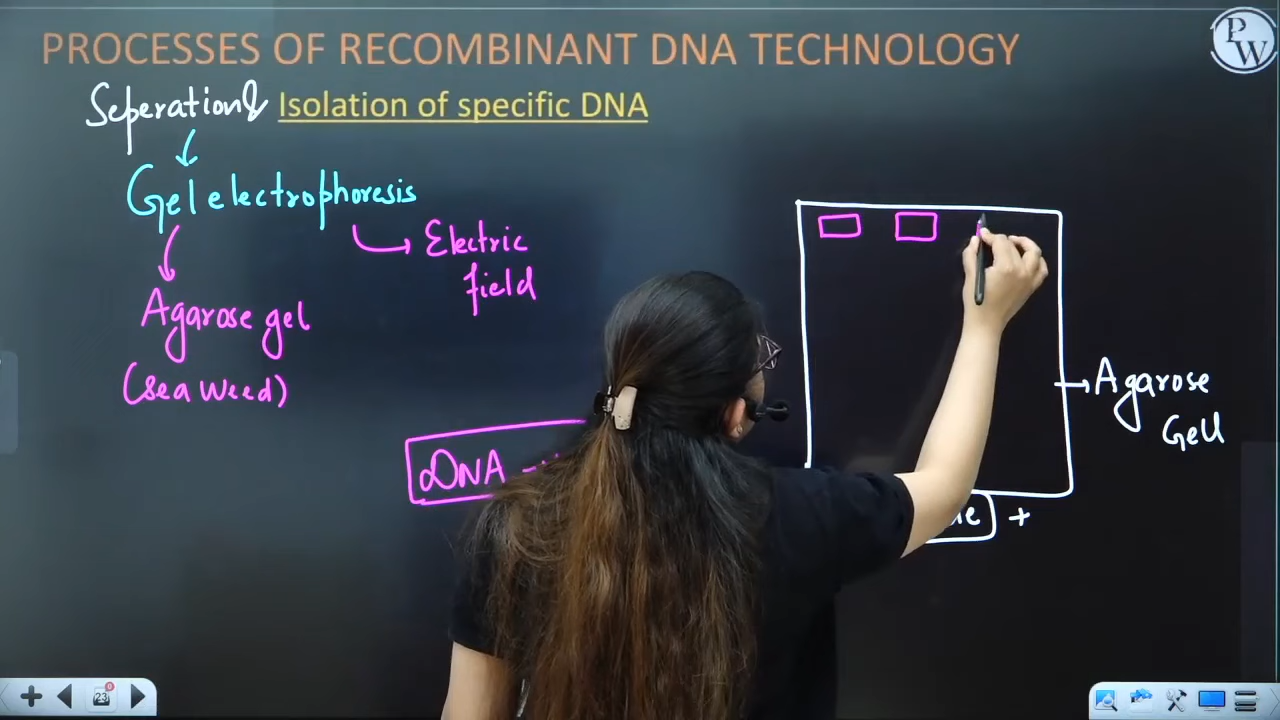 PROCESSES OF RECOMBINANT DNA TECHNOLOGY
PW
Seperation & Isolation of specific DNA
Gel electrophoresis
Electric
field
Agarose gel
(sea weed)
DNA -
Agarose
Gell
+
23